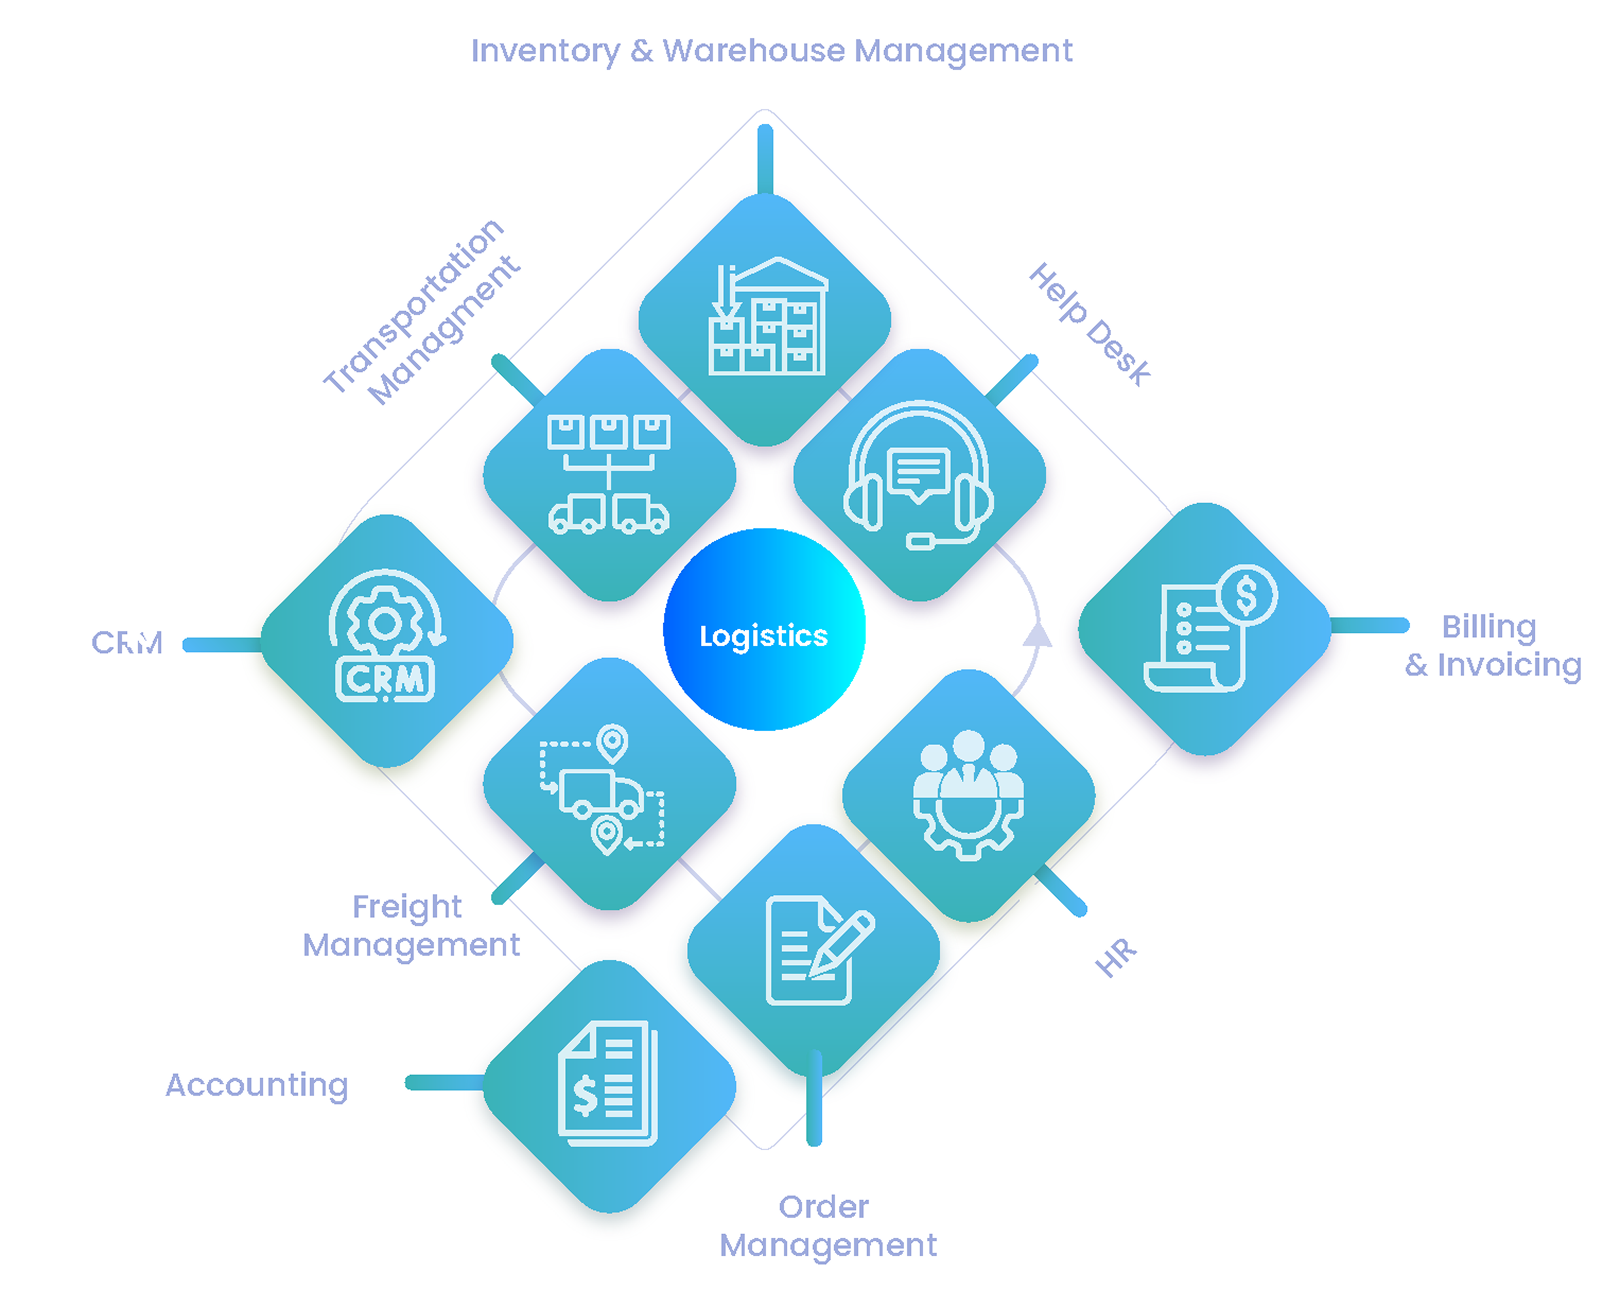 Inventory & Warehouse Management
Transportation
Managment
Help Desk
CRM
CRM
Logistics
$
Billing
& Invoicing
Freight
Management
HR
Accounting
$
Order
Management